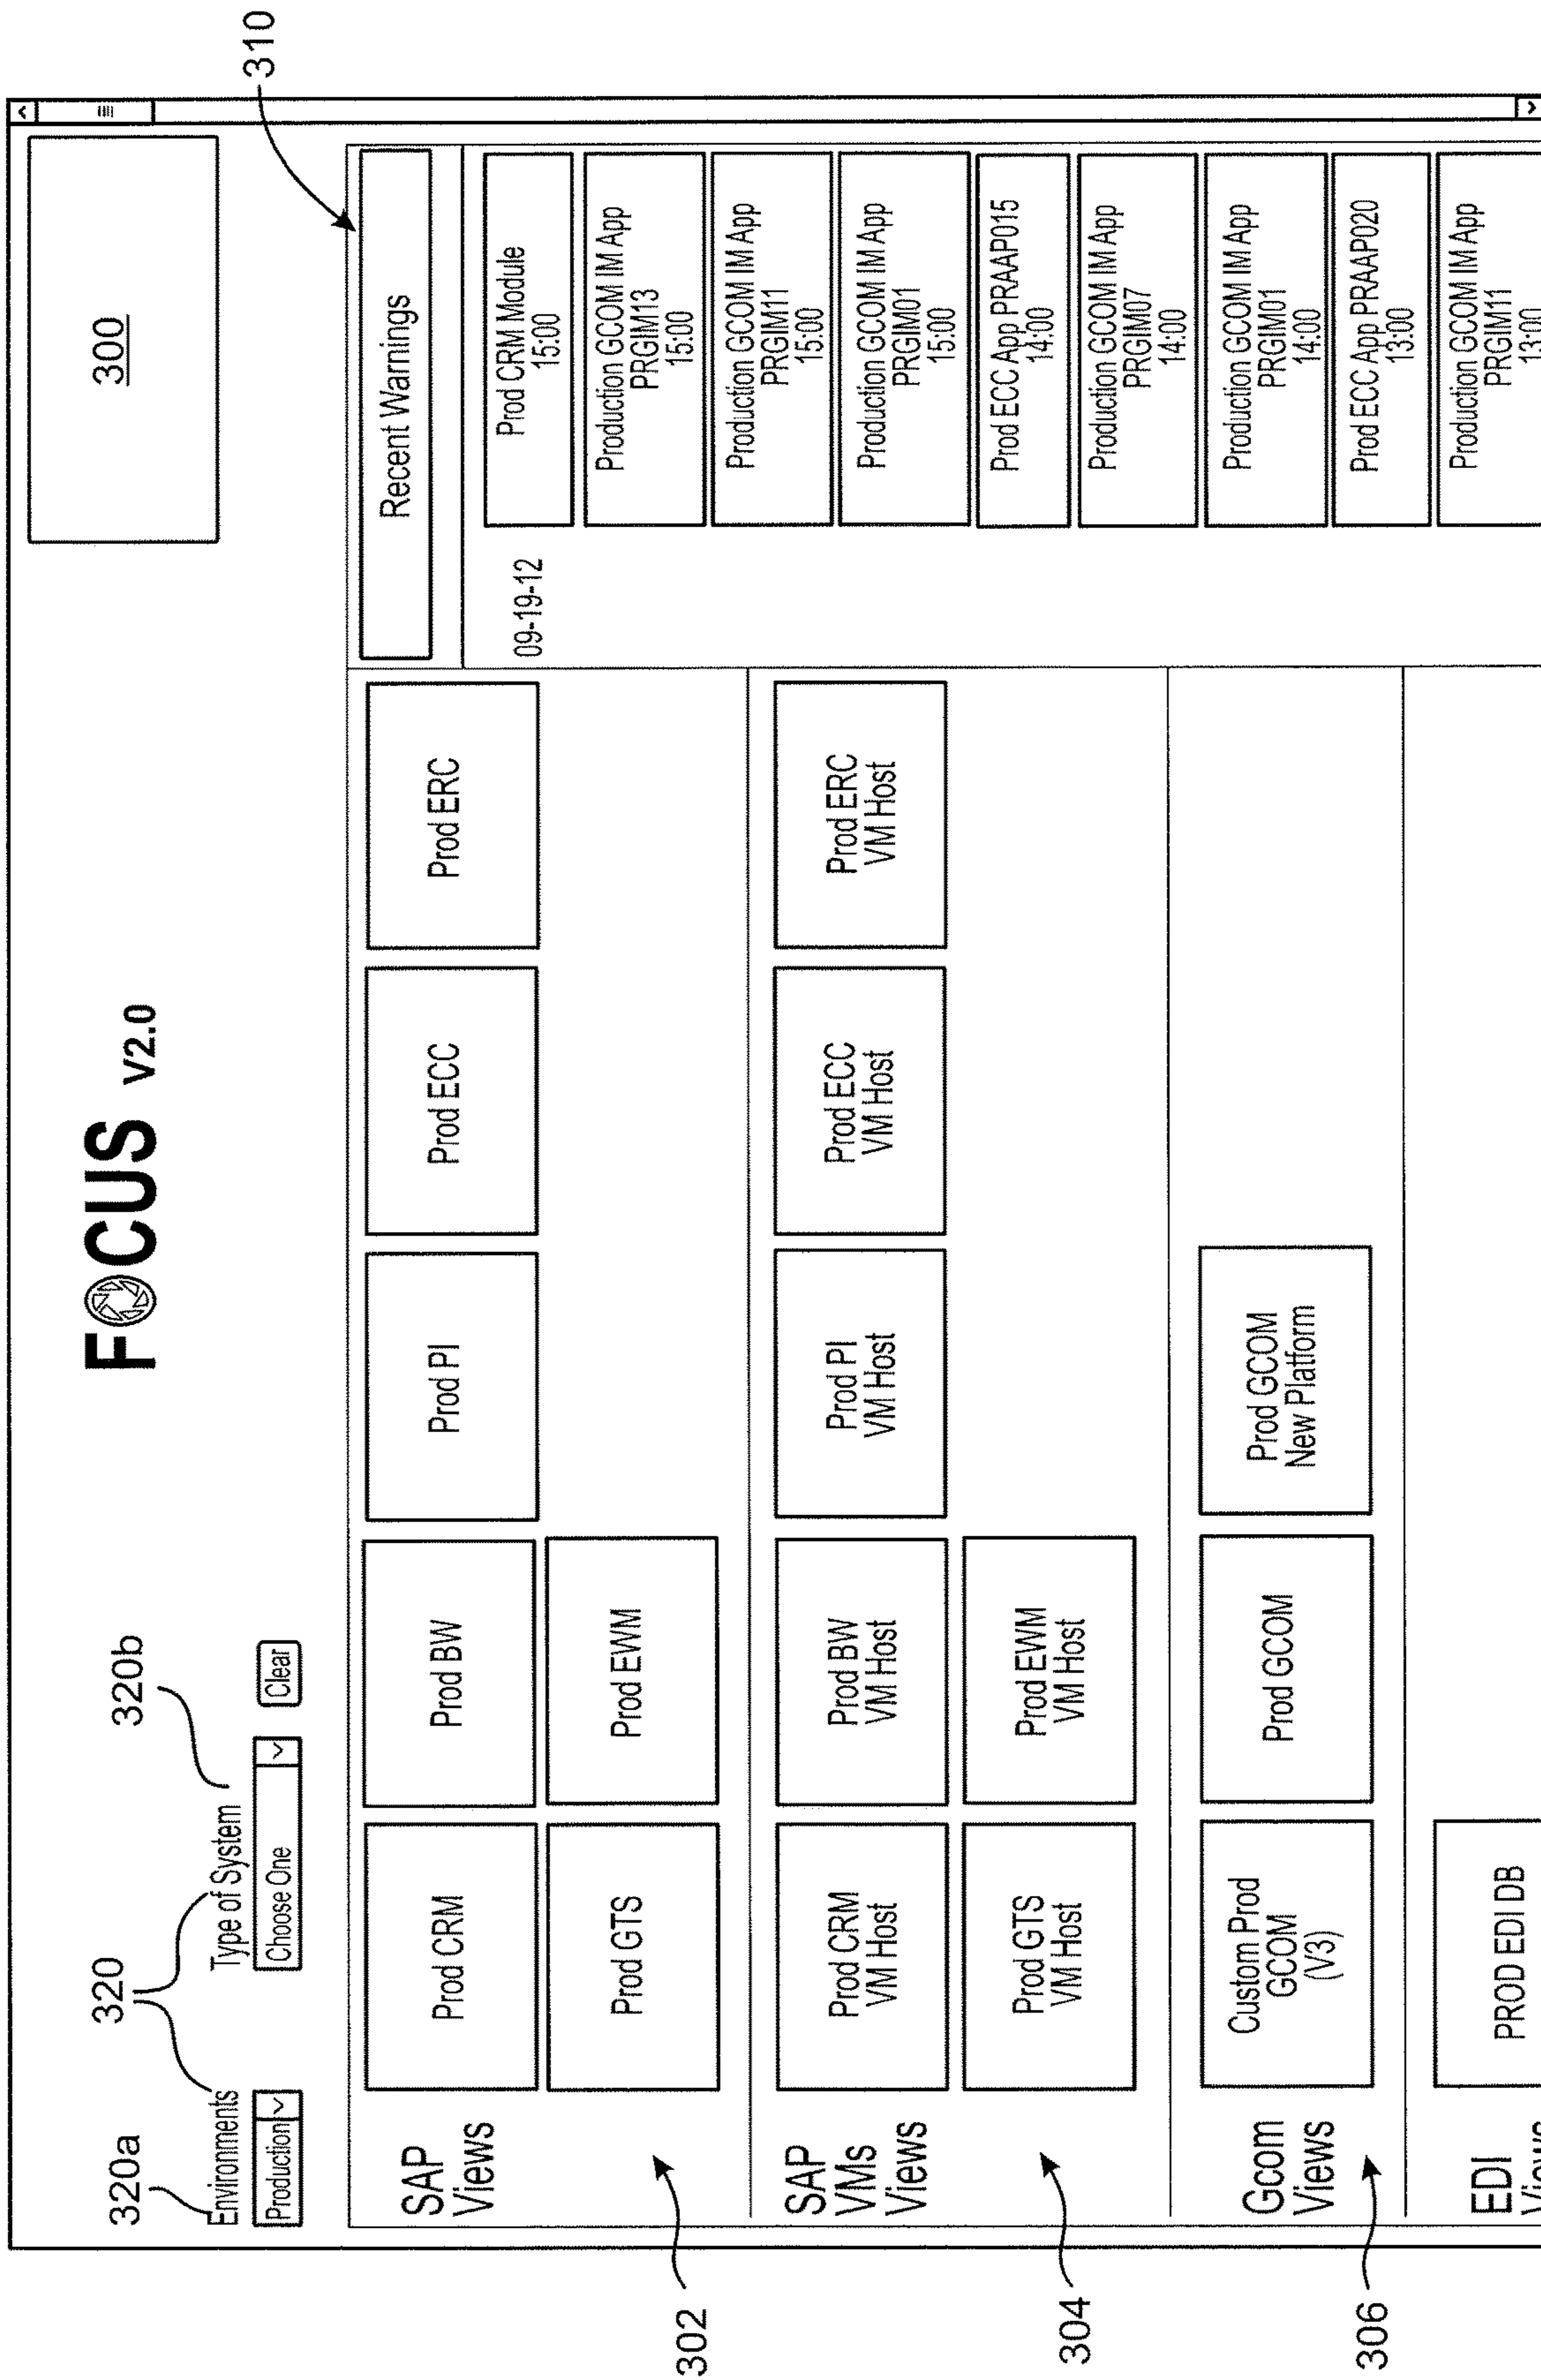 300
FOCUS v2.0
320a
320
320b
Environments
Type of System
Production
Choose One
Clear
310
SAP
Views
Prod CRM
Prod BW
Prod PI
Prod ECC
Prod ERC
Prod GTS
Prod EWM
302
SAP
VMs
Views
Prod CRM
VM Host
Prod BW
VM Host
Prod PI
VM Host
Prod ECC
VM Host
Prod ERC
VM Host
Prod GTS
VM Host
Prod EWM
VM Host
304
Gcom
Views
Custom Prod
GCOM
(V3)
Prod GCOM
Prod GCOM
New Platform
306
EDI
Views
PROD EDI DB
Recent Warnings
09-19-12
Prod CRM Module
15:00
Production GCOM IM App
PRGIM13
15:00
Production GCOM IM App
PRGIM11
15:00
Production GCOM IM App
PRGIM01
15:00
Prod ECC App PRAAP015
14:00
Production GCOM IM App
PRGIM07
14:00
Production GCOM IM App
PRGIM01
14:00
Prod ECC App PRAAP020
13:00
Production GCOM IM App
PRGIM11
13:00